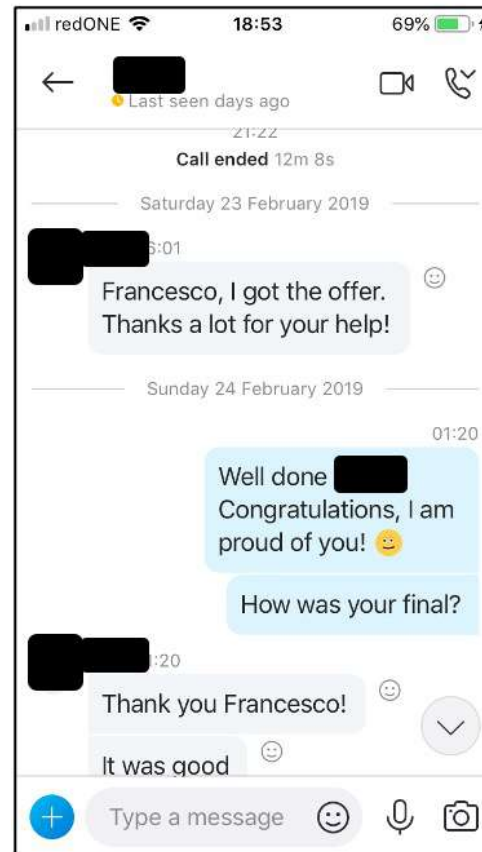 redONE 18:53 69%
Last seen days ago
21:22
Call ended 12m 8s
Saturday 23 February 2019
6:01
Francesco, I got the offer.
Thanks a lot for your help!
Sunday 24 February 2019
01:20
Well done
Congratulations, I am
proud of you!
How was your final?
:20
Thank you Francesco!
It was good
Type a message